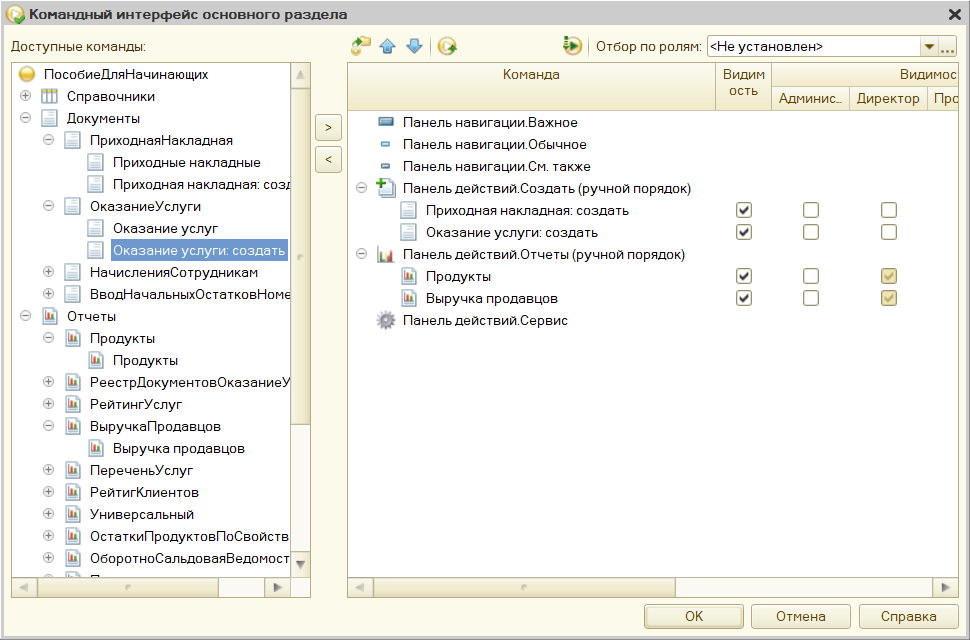 Командный интерфейс основного раздела
Доступные команды:
Отбор по ролям:
<Не установлен>
...
ПособиеДляНачинающих
Справочники
Документы
ПриходнаяНакладная
Приходные накладные
Приходная накладная: созд
ОказаниеУслуги
Оказание услуг
Оказание услуги: создать
НачисленияСотрудникам
ВводНачальныхОстатковНоме
Отчеты
Продукты
Продукты
РеестрДокументовОказаниеУ
РейтингУслуг
ВыручкаПродавцов
Выручка продавцов
ПереченьУслуг
РейтигКлиентов
Универсальный
ОстаткиПродуктовПоСвойств
ОборотноСальдоваяВедомост
>
<
Команда
Видим
ость
Видимос
Админис...
Директор
Про
Панель навигации.Важное
Панель навигации.Обычное
Панель навигации.См. также
Панель действий.Создать (ручной порядок)
Приходная накладная: создать
Оказание услуги: создать
Панель действий.Отчеты (ручной порядок)
Продукты
Выручка продавцов
Панель действий.Сервис
OK
Отмена
Справка